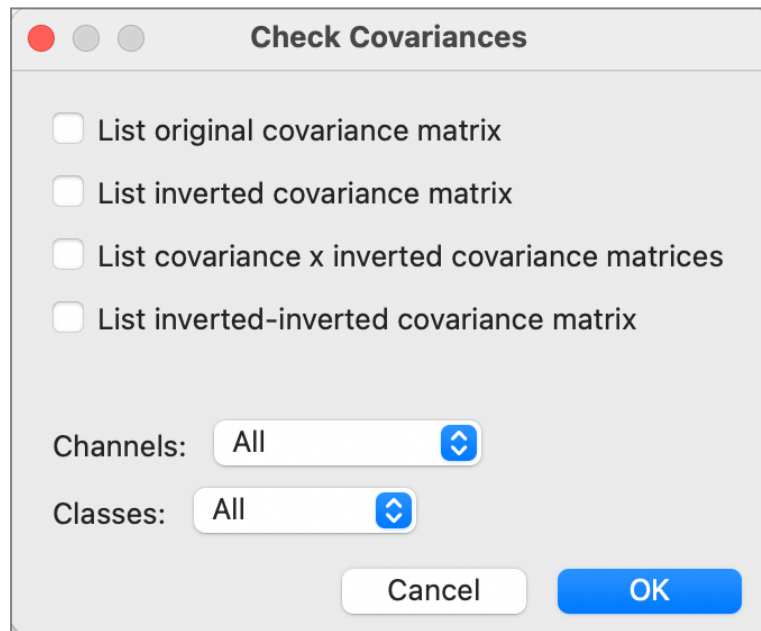 Check Covariances
List original covariance matrix
List inverted covariance matrix
List covariance x inverted covariance matrices
List inverted-inverted covariance matrix
Channels: All
Classes: All
Cancel OK